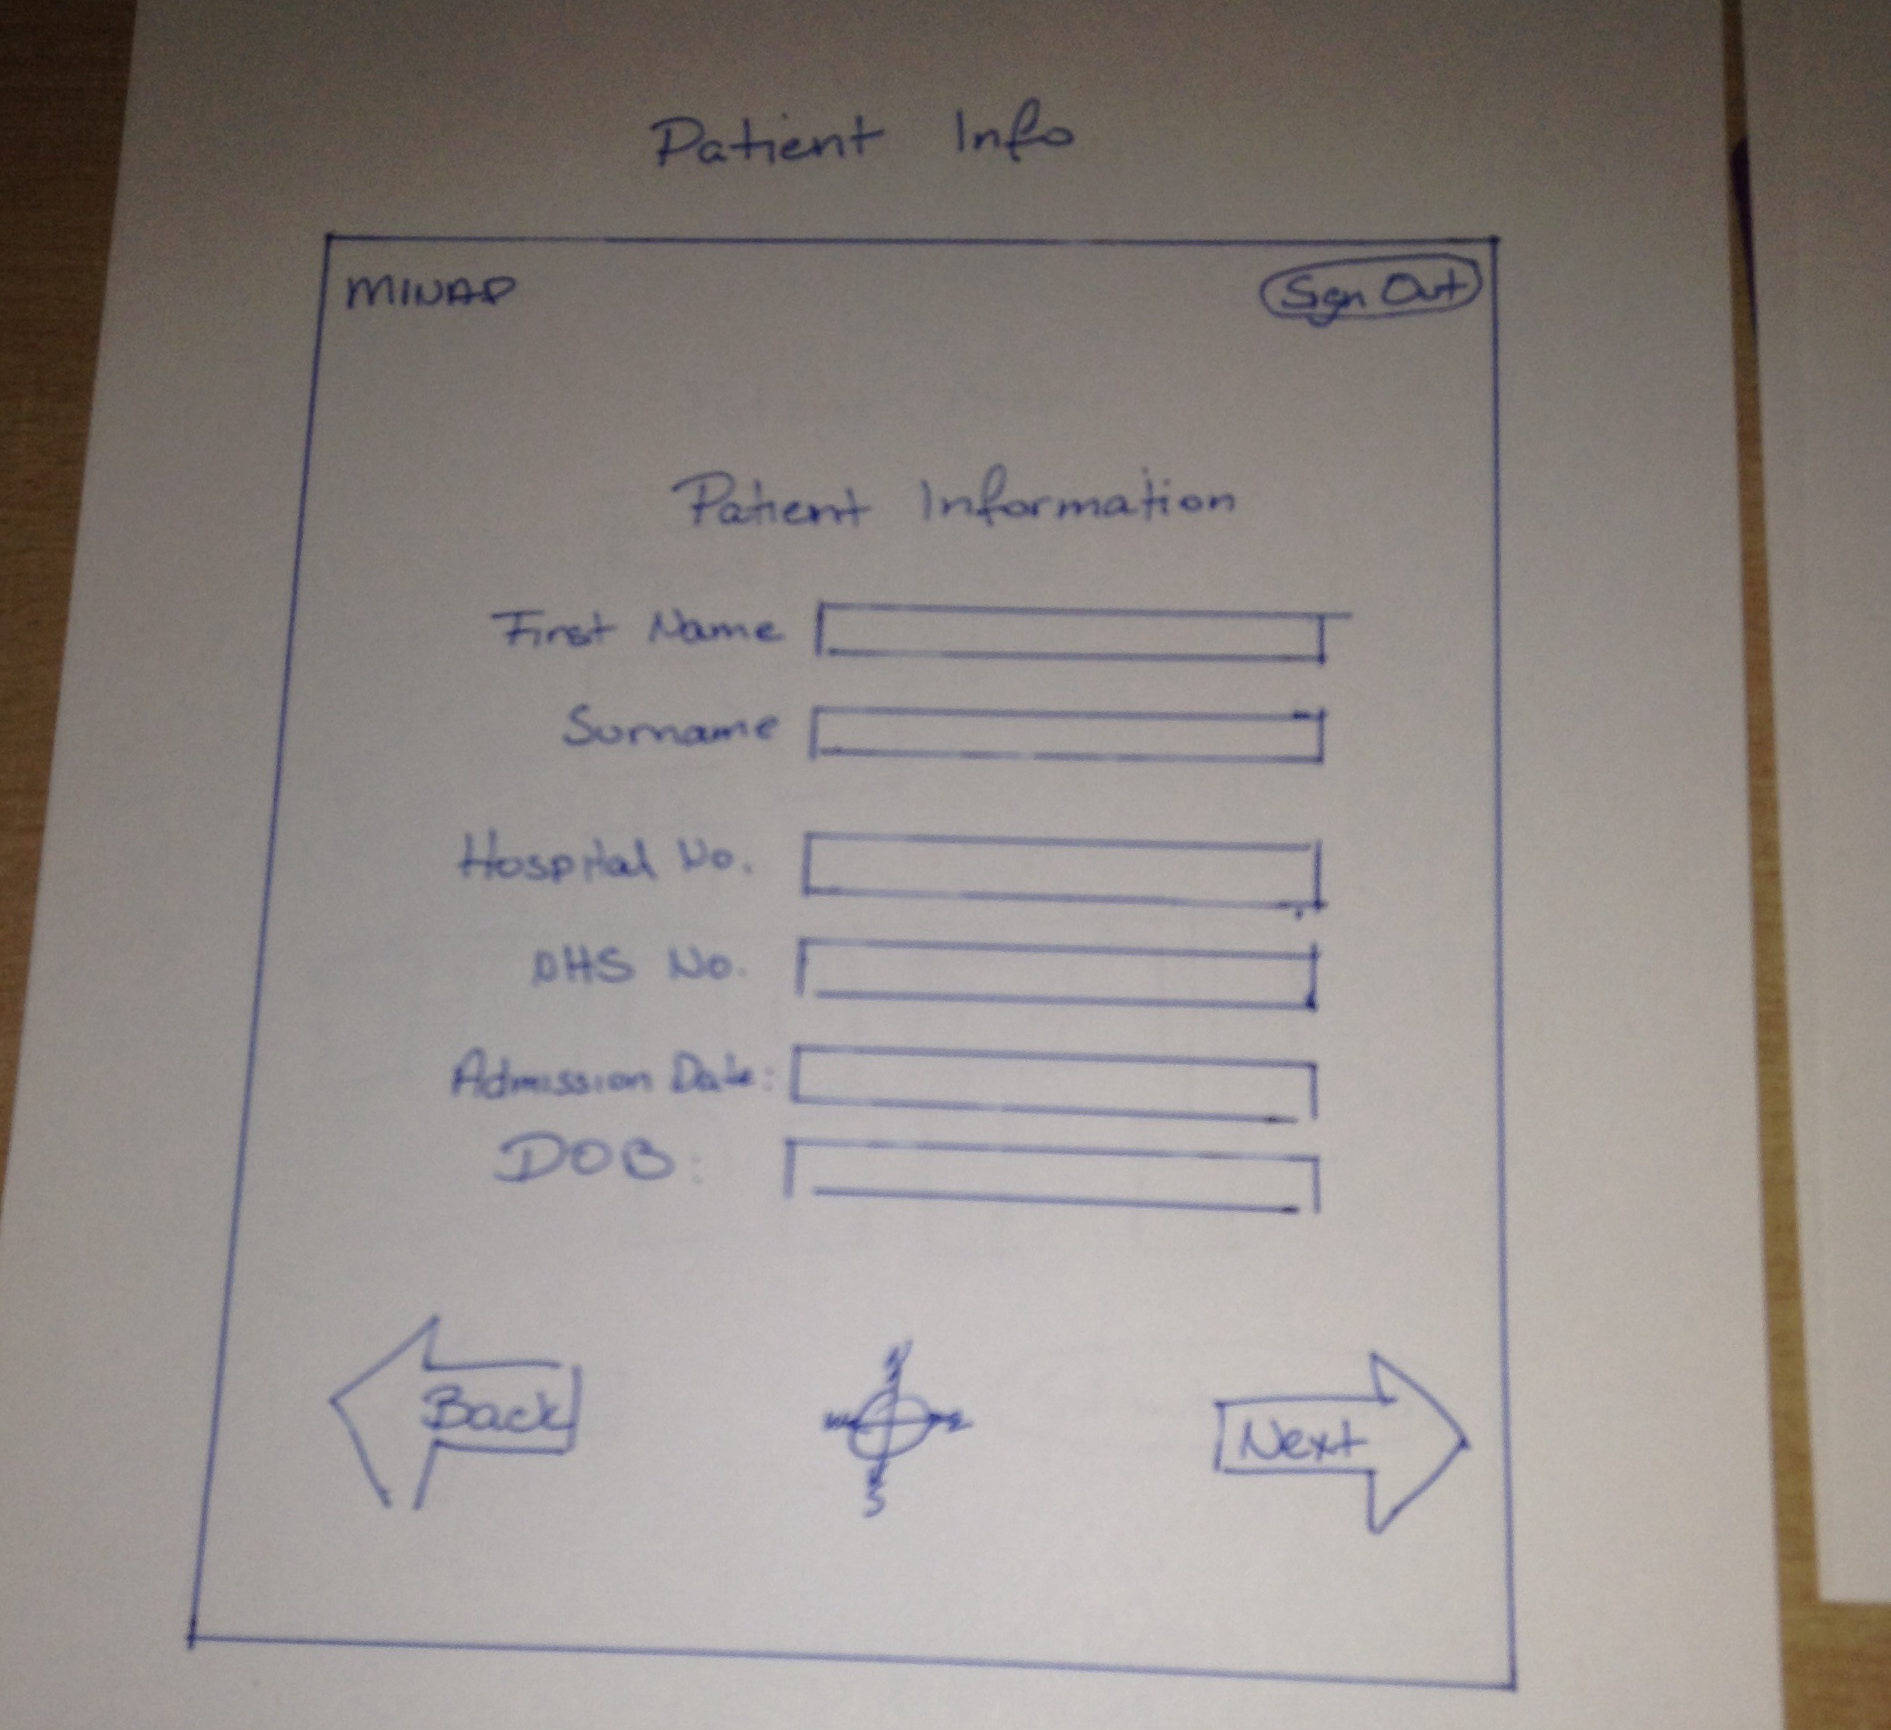 Patient Info
MINAP
Sign Out
Patient Information
First Name
Surname
Hospital No.
NHS No.
Admission Date:
DOB:
Back
N
W E
S
Next